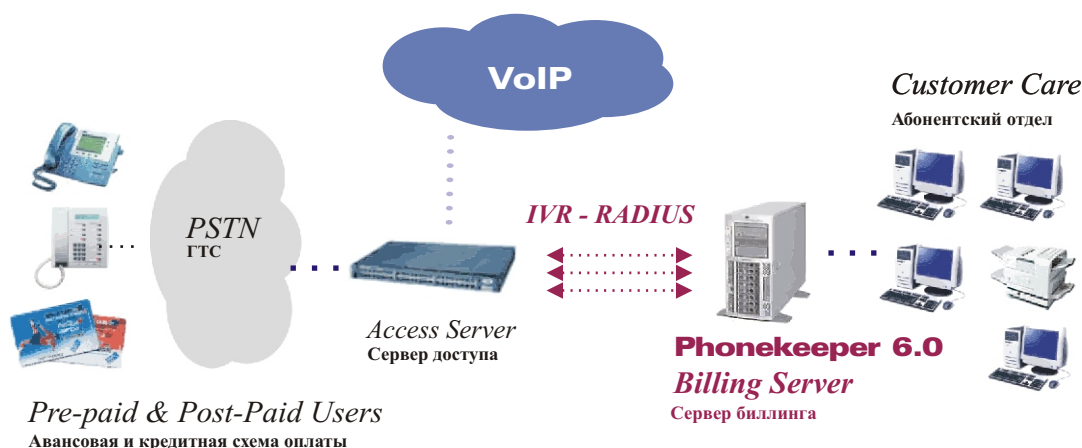 VoIP
Customer Care
Абонентский отдел
IVR - RADIUS
PSTN
ГТС
Access Server
Сервер доступа
Phonekeeper 6.0
Billing Server
Сервер биллинга
Pre-paid & Post-Paid Users
Авансовая и кредитная схема оплаты